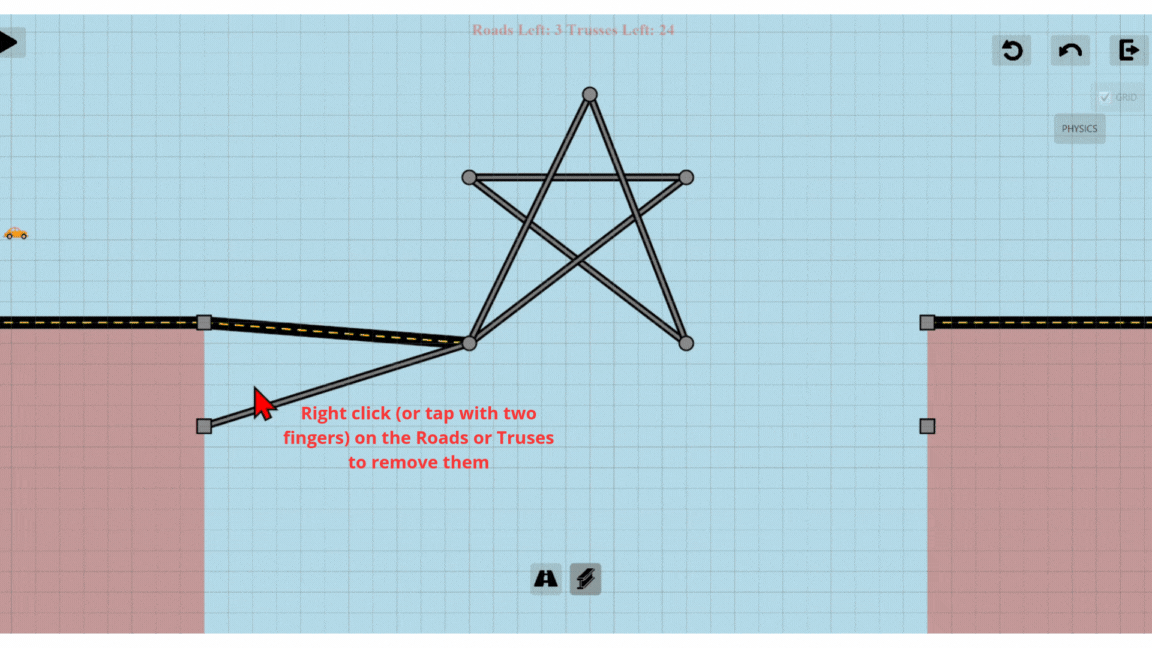 Roads Left: 3 Trusses Left: 24
GRID
PHYSICS
Right click (or tap with two
fingers) on the Roads or Truses
to remove them